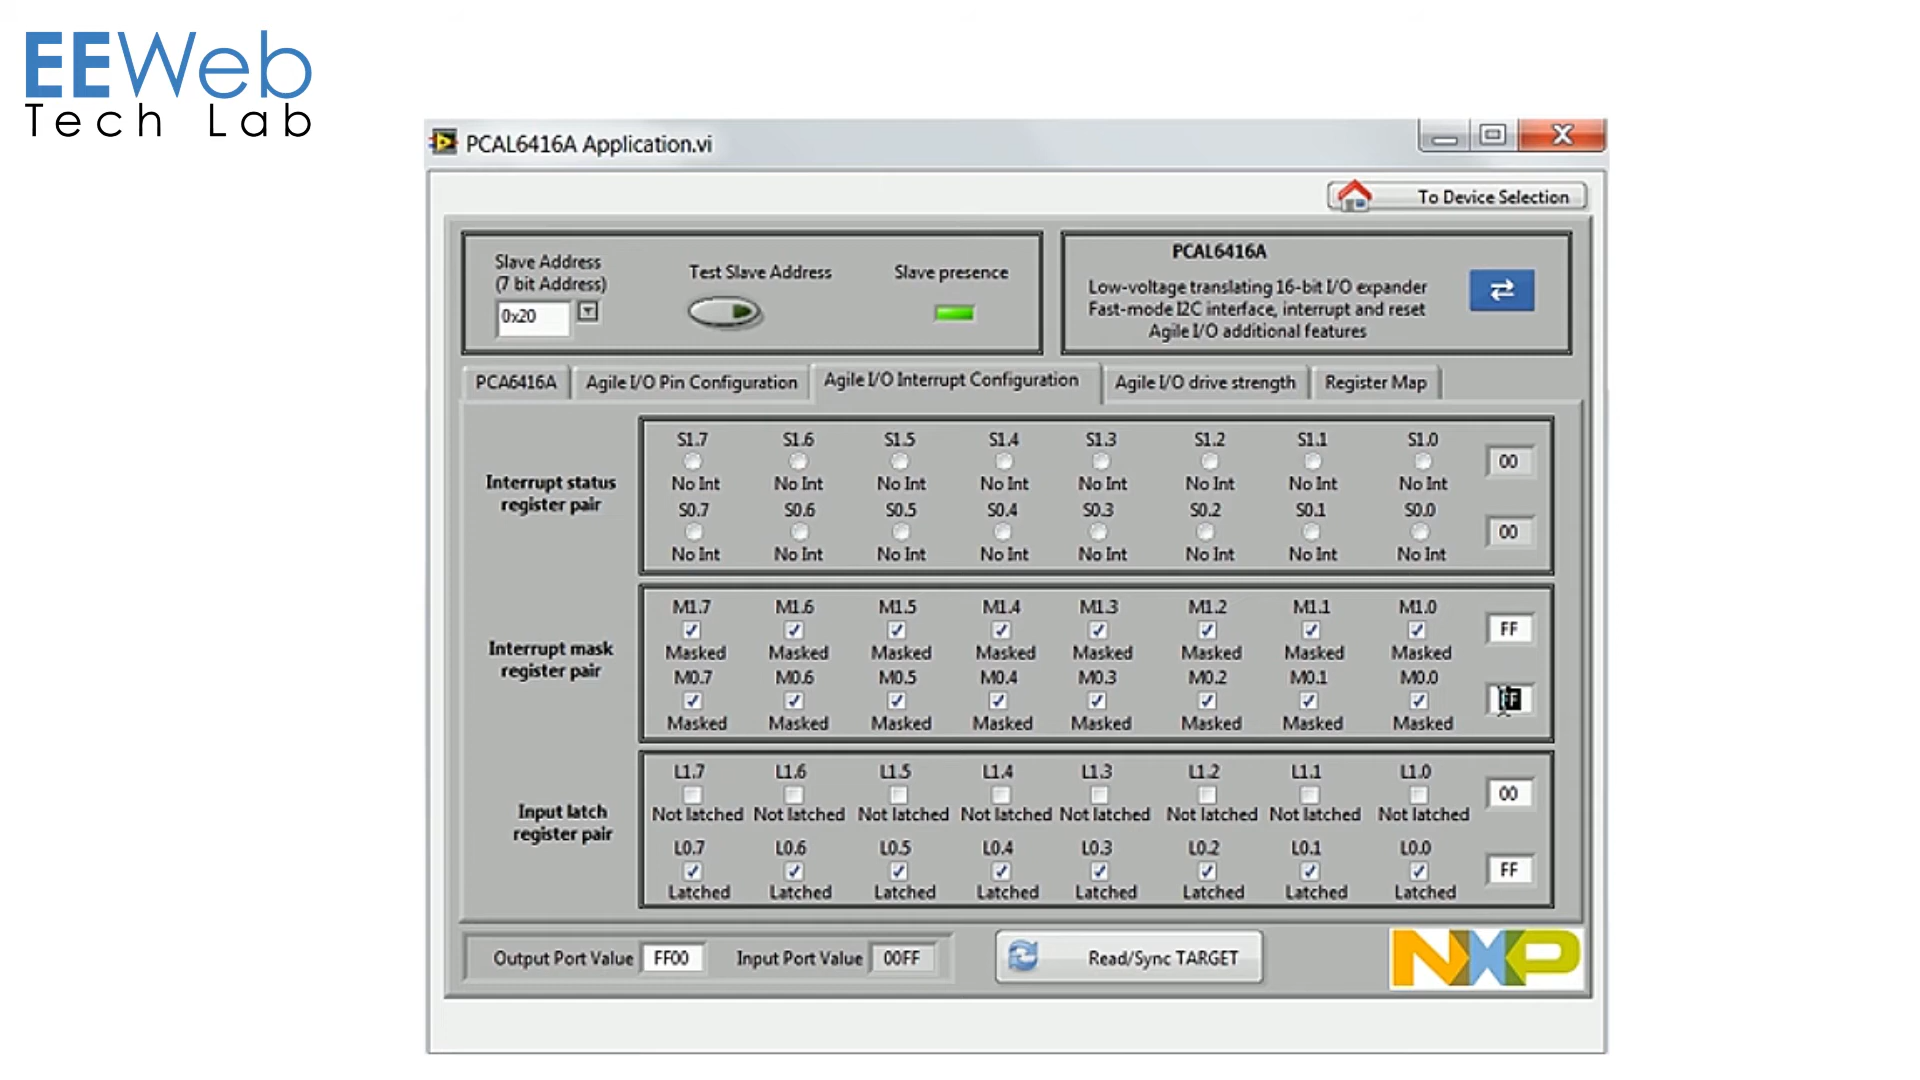 EEWeb
Tech Lab
PCAL6416A Application.vi
To Device Selection
Slave Address
(7 bit Address)
0x20
Test Slave Address
Slave presence
PCAL6416A
Low-voltage translating 16-bit I/O expander
Fast-mode I2C interface, interrupt and reset
Agile I/O additional features
PCA6416A Agile I/O Pin Configuration Agile I/O Interrupt Configuration Agile I/O drive strength Register Map
Interrupt status
register pair
S1.7 S1.6 S1.5 S1.4 S1.3 S1.2 S1.1 S1.0
00
No Int No Int No Int No Int No Int No Int No Int No Int
S0.7 S0.6 S0.5 S0.4 S0.3 S0.2 S0.1 S0.0
00
No Int No Int No Int No Int No Int No Int No Int No Int
Interrupt mask
register pair
M1.7 M1.6 M1.5 M1.4 M1.3 M1.2 M1.1 M1.0
FF
Masked Masked Masked Masked Masked Masked Masked Masked
M0.7 M0.6 M0.5 M0.4 M0.3 M0.2 M0.1 M0.0
FF
Masked Masked Masked Masked Masked Masked Masked Masked
Input latch
register pair
L1.7 L1.6 L1.5 L1.4 L1.3 L1.2 L1.1 L1.0
00
Not latched Not latched Not latched Not latched Not latched Not latched Not latched Not latched
L0.7 L0.6 L0.5 L0.4 L0.3 L0.2 L0.1 L0.0
FF
Latched Latched Latched Latched Latched Latched Latched Latched
Output Port Value FF00 Input Port Value 00FF Read/Sync TARGET
NXP